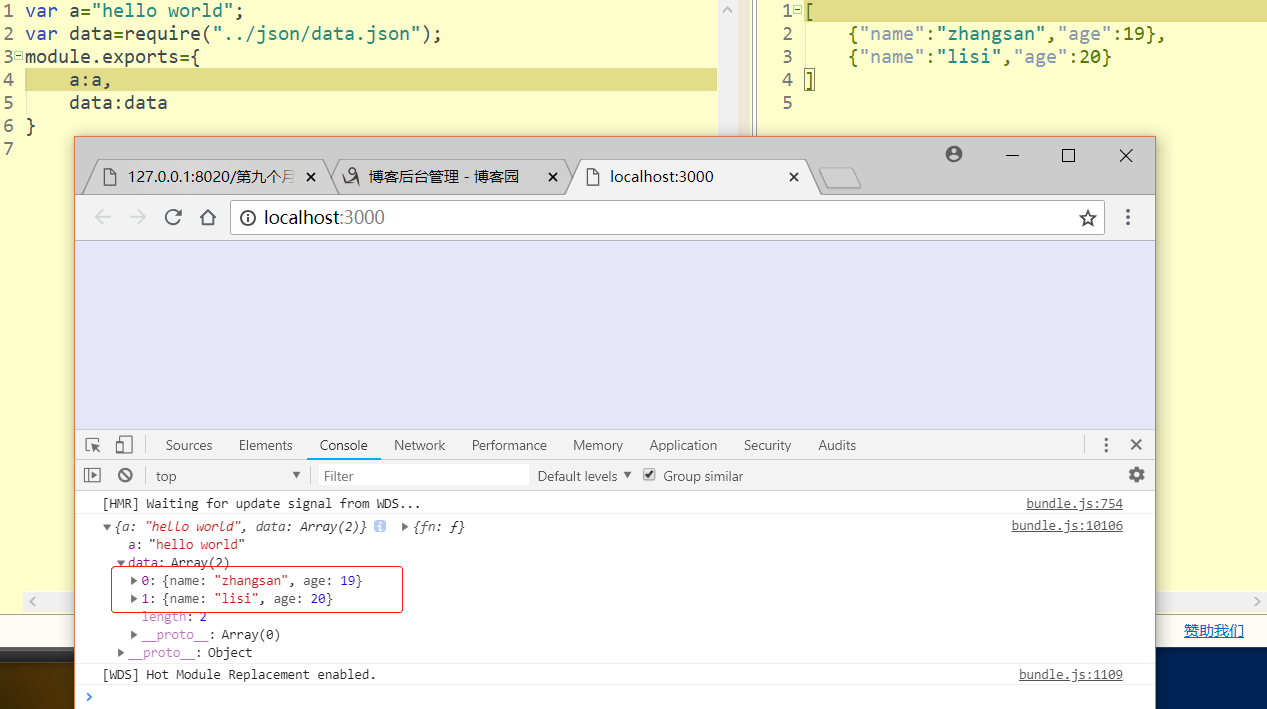 1 var a="hello world";
2 var data=require("../json/data.json");
3 module.exports={
4 a:a,
5 data:data
6 }
7
1 [
2 {"name":"zhangsan","age":19},
3 {"name":"lisi","age":20}
4 ]
5
127.0.0.1:8020/第九个月
博客后台管理 - 博客园
localhost:3000
localhost:3000
Sources Elements Console Network Performance Memory Application Security Audits
top Filter Default levels Group similar
[HMR] Waiting for update signal from WDS... bundle.js:754
{a: "hello world", data: Array(2)} {fn: ƒ} bundle.js:10106
a: "hello world"
data: Array(2)
0: {name: "zhangsan", age: 19}
1: {name: "lisi", age: 20}
length: 2
__proto__: Array(0)
__proto__: Object
[WDS] Hot Module Replacement enabled. bundle.js:1109
赞助我们